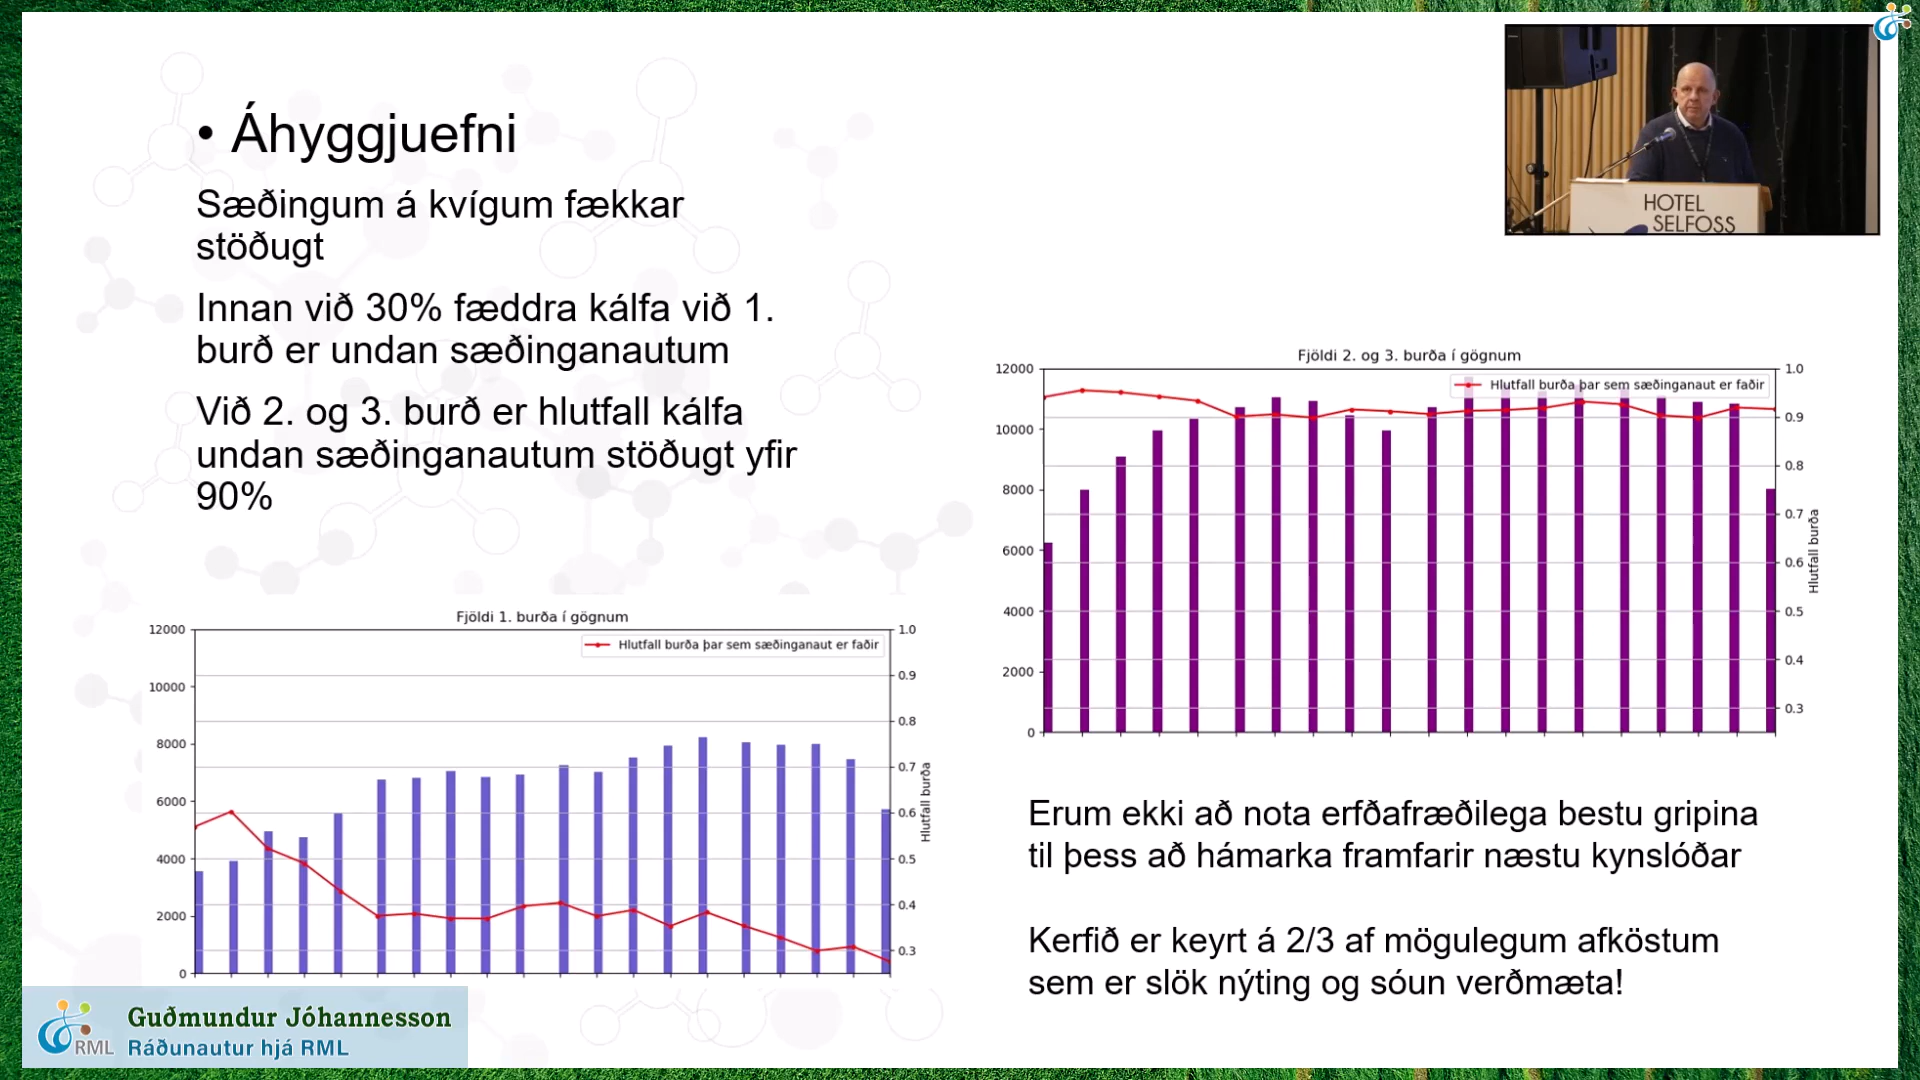 • Áhyggjuefni
Sæðingum á kvígum fækkar
stöðugt
Innan við 30% fæddra kálfa við 1.
burð er undan sæðinganautum
Við 2. og 3. burð er hlutfall kálfa
undan sæðinganautum stöðugt yfir
90%
HOTEL
SELFOSS
Fjöldi 2. og 3. burða í gögnum
Hlutfall burða þar sem sæðinganaut er faðir
12000
10000
8000
6000
4000
2000
0
1.0
0.9
0.8
0.7
0.6
0.5
0.4
0.3
Hlutfall burða
Fjöldi 1. burða í gögnum
Hlutfall burða þar sem sæðinganaut er faðir
12000
10000
8000
6000
4000
2000
0
1.0
0.9
0.8
0.7
0.6
0.5
0.4
0.3
Hlutfall burða
Erum ekki að nota erfðafræðilega bestu gripina
til þess að hámarka framfarir næstu kynslóðar
Kerfið er keyrt á 2/3 af mögulegum afköstum
sem er slök nýting og sóun verðmæta!
RML
Guðmundur Jóhannesson
Ráðunautur hjá RML